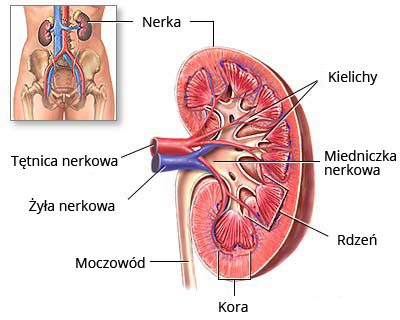 Nerka
Kielichy
Tętnica nerkowa
Miedniczka
nerkowa
Żyła nerkowa
Rdzeń
Moczowód
Kora